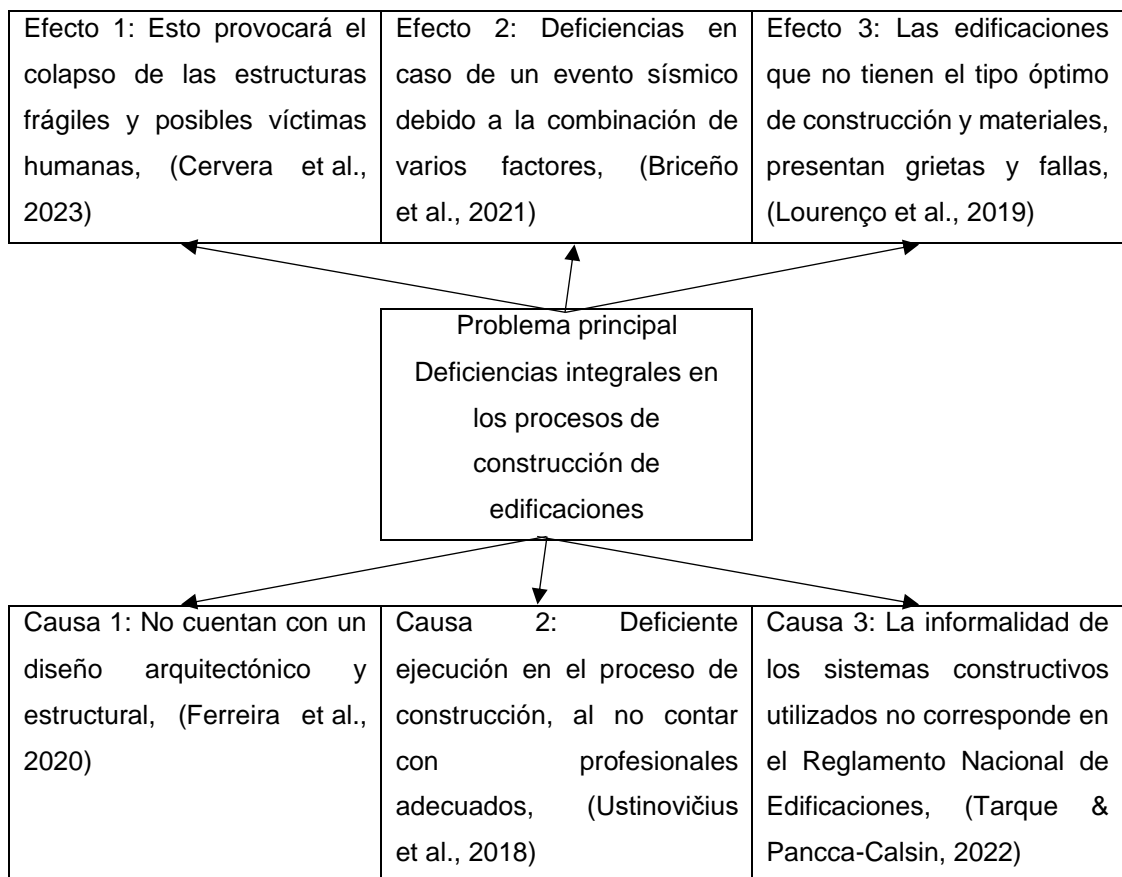 Efecto 1: Esto provocará el
colapso de las estructuras
frágiles y posibles víctimas
humanas, (Cervera et al.,
2023)
Efecto 2: Deficiencias en
caso de un evento sísmico
debido a la combinación de
varios factores, (Briceño
et al., 2021)
Efecto 3: Las edificaciones
que no tienen el tipo óptimo
de construcción y materiales,
presentan grietas y fallas,
(Lourenço et al., 2019)
Problema principal
Deficiencias integrales en
los procesos de
construcción de
edificaciones
Causa 1: No cuentan con un
diseño arquitectónico y
estructural, (Ferreira et al.,
2020)
Causa 2: Deficiente
ejecución en el proceso de
construcción, al no contar
con profesionales
adecuados, (Ustinovičius
et al., 2018)
Causa 3: La informalidad de
los sistemas constructivos
utilizados no corresponde en
el Reglamento Nacional de
Edificaciones, (Tarque &
Pancca-Calsin, 2022)